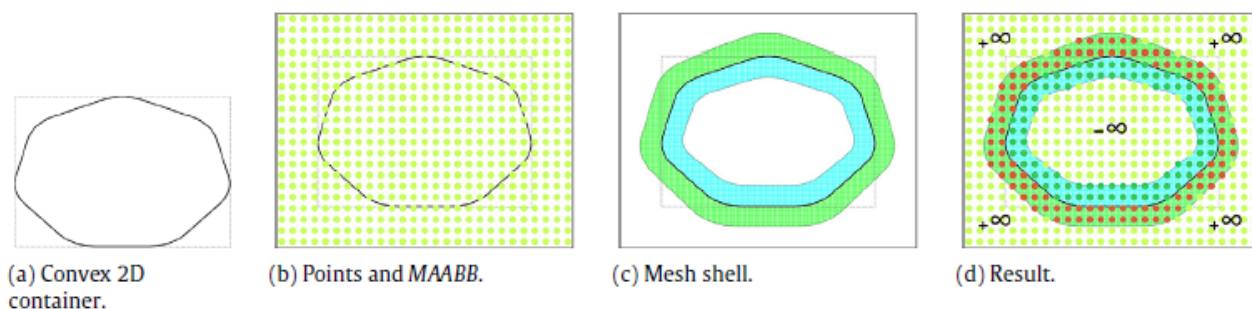 +∞ +∞
-∞
+∞ +∞
(a) Convex 2D
container.
(b) Points and MAABB.
(c) Mesh shell.
(d) Result.